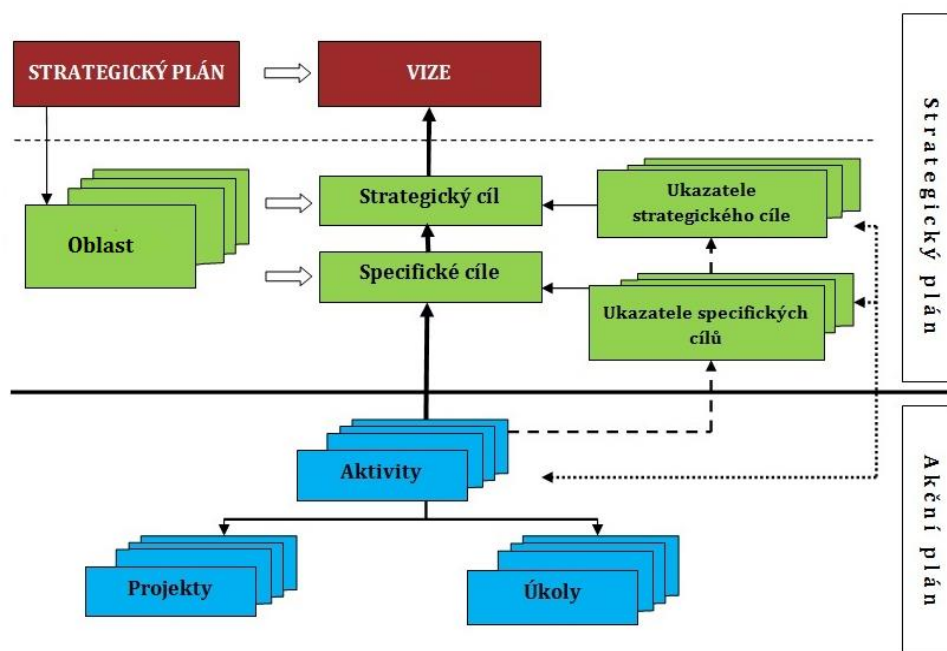 STRATEGICKÝ PLÁN
VIZE
Strategický cíl
Ukazatele
strategického cíle
Oblast
Specifické cíle
Ukazatele specifických
cílů
Strategický plán
Aktivity
Projekty
Úkoly
Akční plán